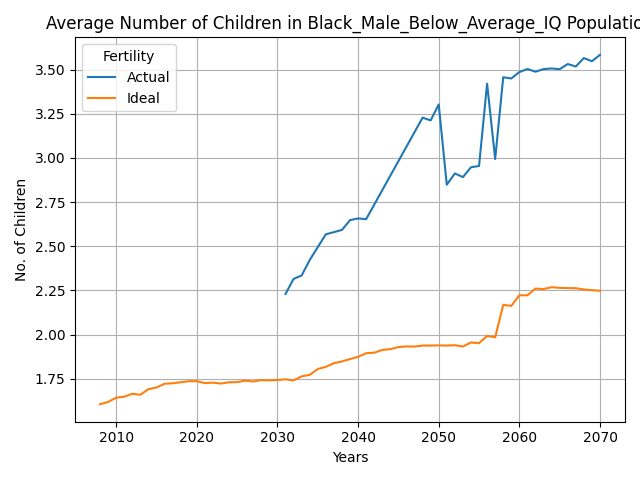 Average Number of Children in Black_Male_Below_Average_IQ Populatio
Fertility
Actual
Ideal
No. of Children
3.50
3.25
3.00
2.75
2.50
2.25
2.00
1.75
2010 2020 2030 2040 2050 2060 2070
Years